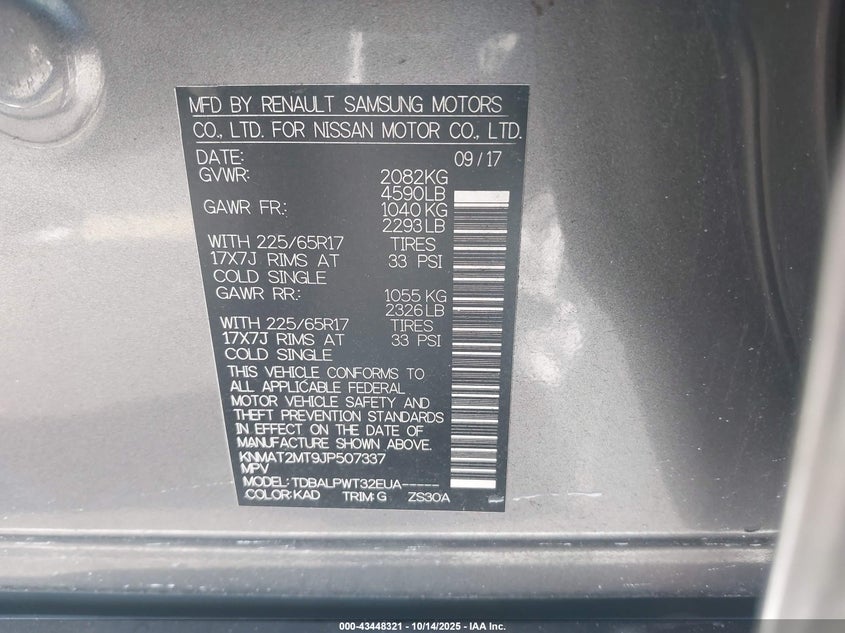 MFD BY RENAULT SAMSUNG MOTORS
CO., LTD. FOR NISSAN MOTOR CO., LTD.
DATE: 09/17
GVWR: 2082KG
4590LB
GAWR FR.: 1040KG
2293LB
WITH 225/65R17 TIRES
17X7J RIMS AT 33 PSI
COLD SINGLE
GAWR RR.: 1055KG
2326LB
WITH 225/65R17 TIRES
17X7J RIMS AT 33 PSI
COLD SINGLE
THIS VEHICLE CONFORMS TO
ALL APPLICABLE FEDERAL
MOTOR VEHICLE SAFETY AND
THEFT PREVENTION STANDARDS
IN EFFECT ON THE DATE OF
MANUFACTURE SHOWN ABOVE.
KNMAT2MT9JP507337
MPV
MODEL: TDBALPWT32EUA-----
COLOR: KAD TRIM: G ZS30A
000-43448321 - 10/14/2025 - IAA Inc.